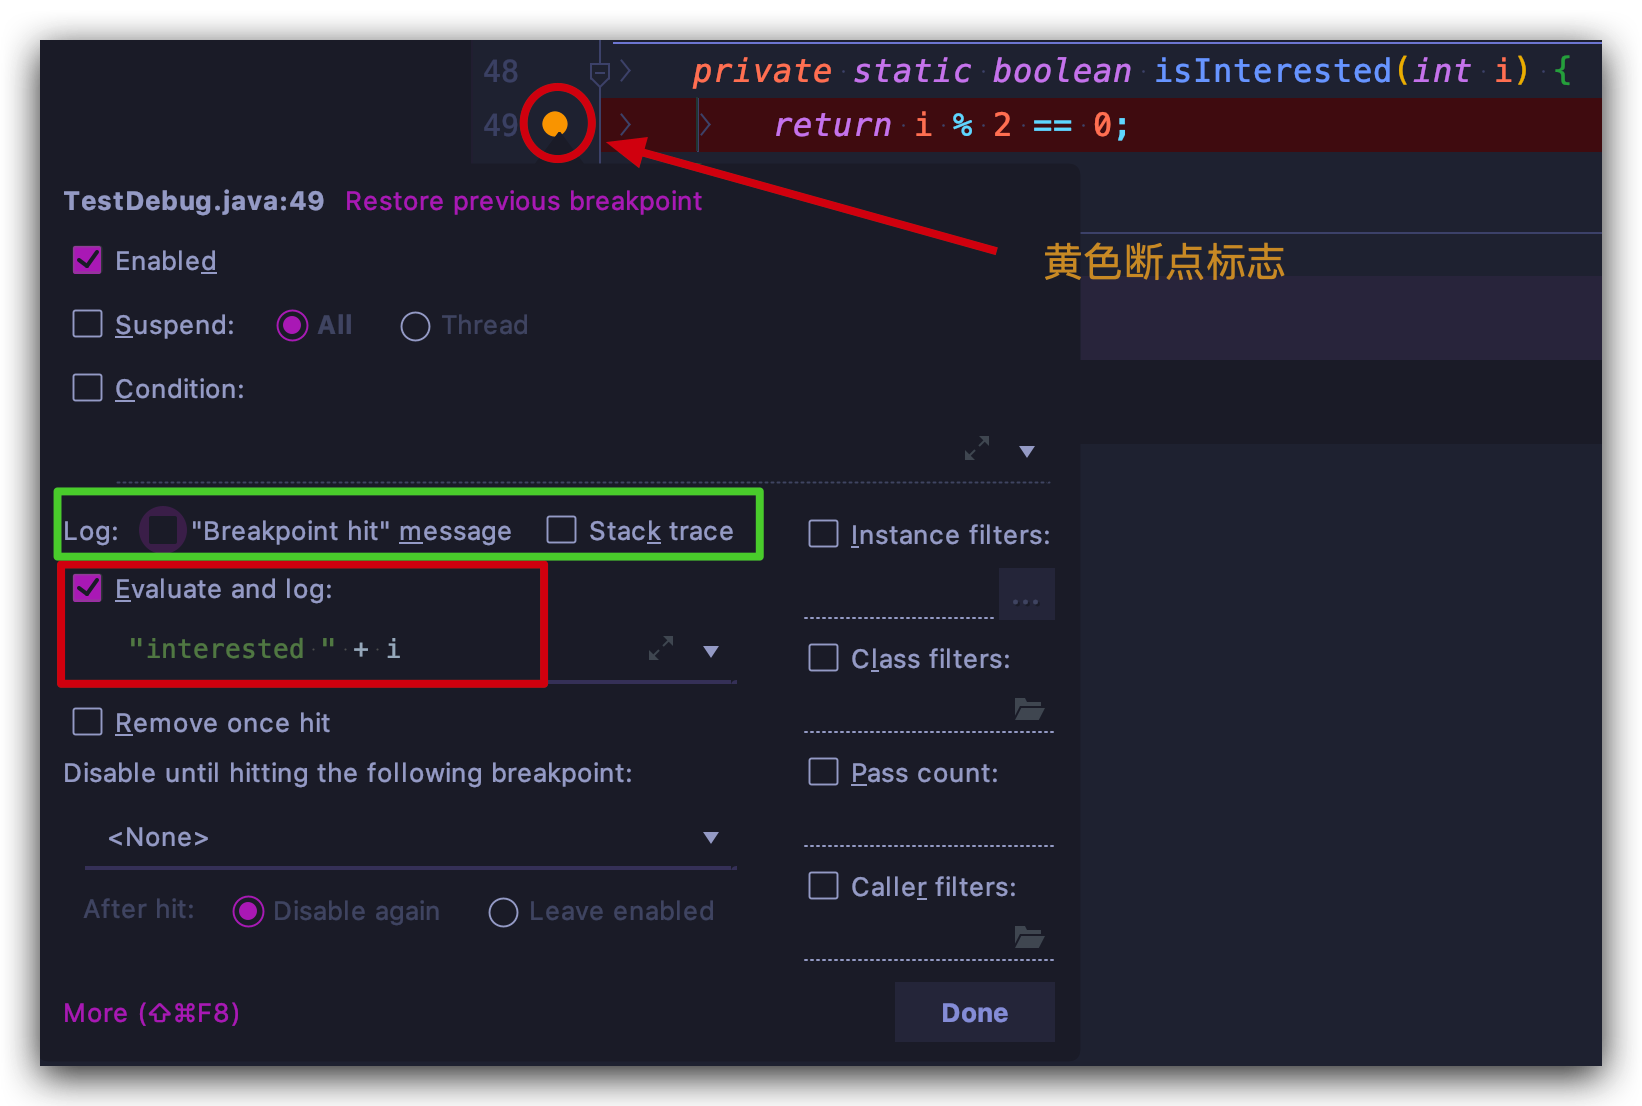 48 private static boolean isInterested(int i) {
49 return i % 2 == 0;
TestDebug.java:49 Restore previous breakpoint
黄色断点标志
Enabled
Suspend: All Thread
Condition:
Log: "Breakpoint hit" message Stack trace
Instance filters:
Evaluate and log:
...
"interested " + i
Class filters:
Remove once hit
Disable until hitting the following breakpoint:
Pass count:
<None>
Caller filters:
After hit: Disable again Leave enabled
More (⇧⌘F8)
Done